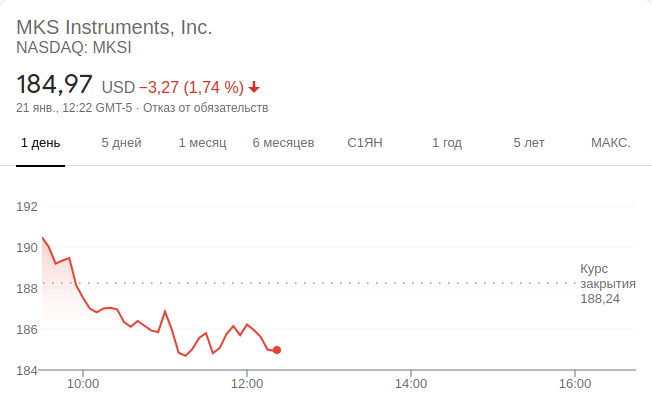 MKS Instruments, Inc.
NASDAQ: MKSI
184,97 USD −3,27 (1,74 %)
21 янв., 12:22 GMT-5 · Отказ от обязательств
1 день 5 дней 1 месяц 6 месяцев С1ЯН 1 год 5 лет МАКС.
192
190
188
186
184
Курс
закрытия
188,24
10:00 12:00 14:00 16:00